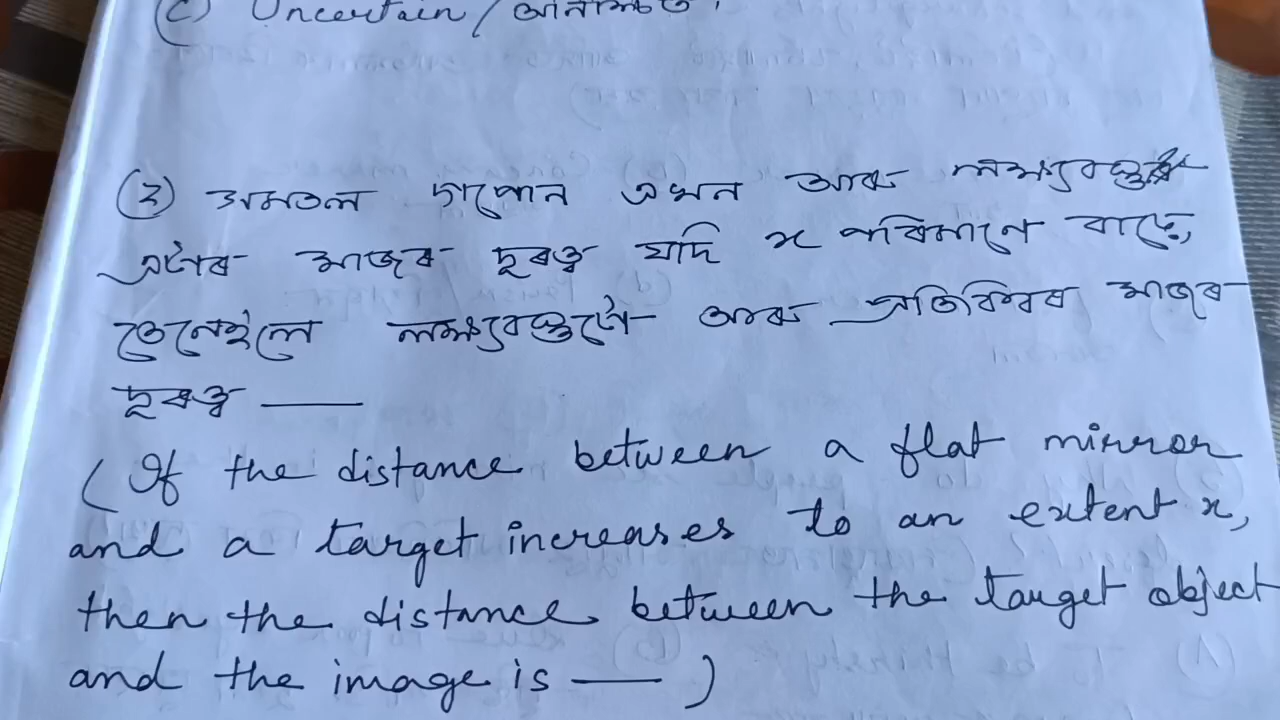 (C) Uncertain / অনিশ্চিত।
(২) সমতল দাপোন এখন আৰু লক্ষ্যবস্তুৰ
এটাৰ মাজৰ দূৰত্ব যদি x পৰিমাণে বাঢ়ে,
তেনেহ'লে লক্ষ্যবস্তুটো আৰু প্ৰতিবিম্বৰ মাজৰ
দূৰত্ব ——
( If the distance between a flat mirror
and a target increases to an extent x,
then the distance between the target object
and the image is —— )